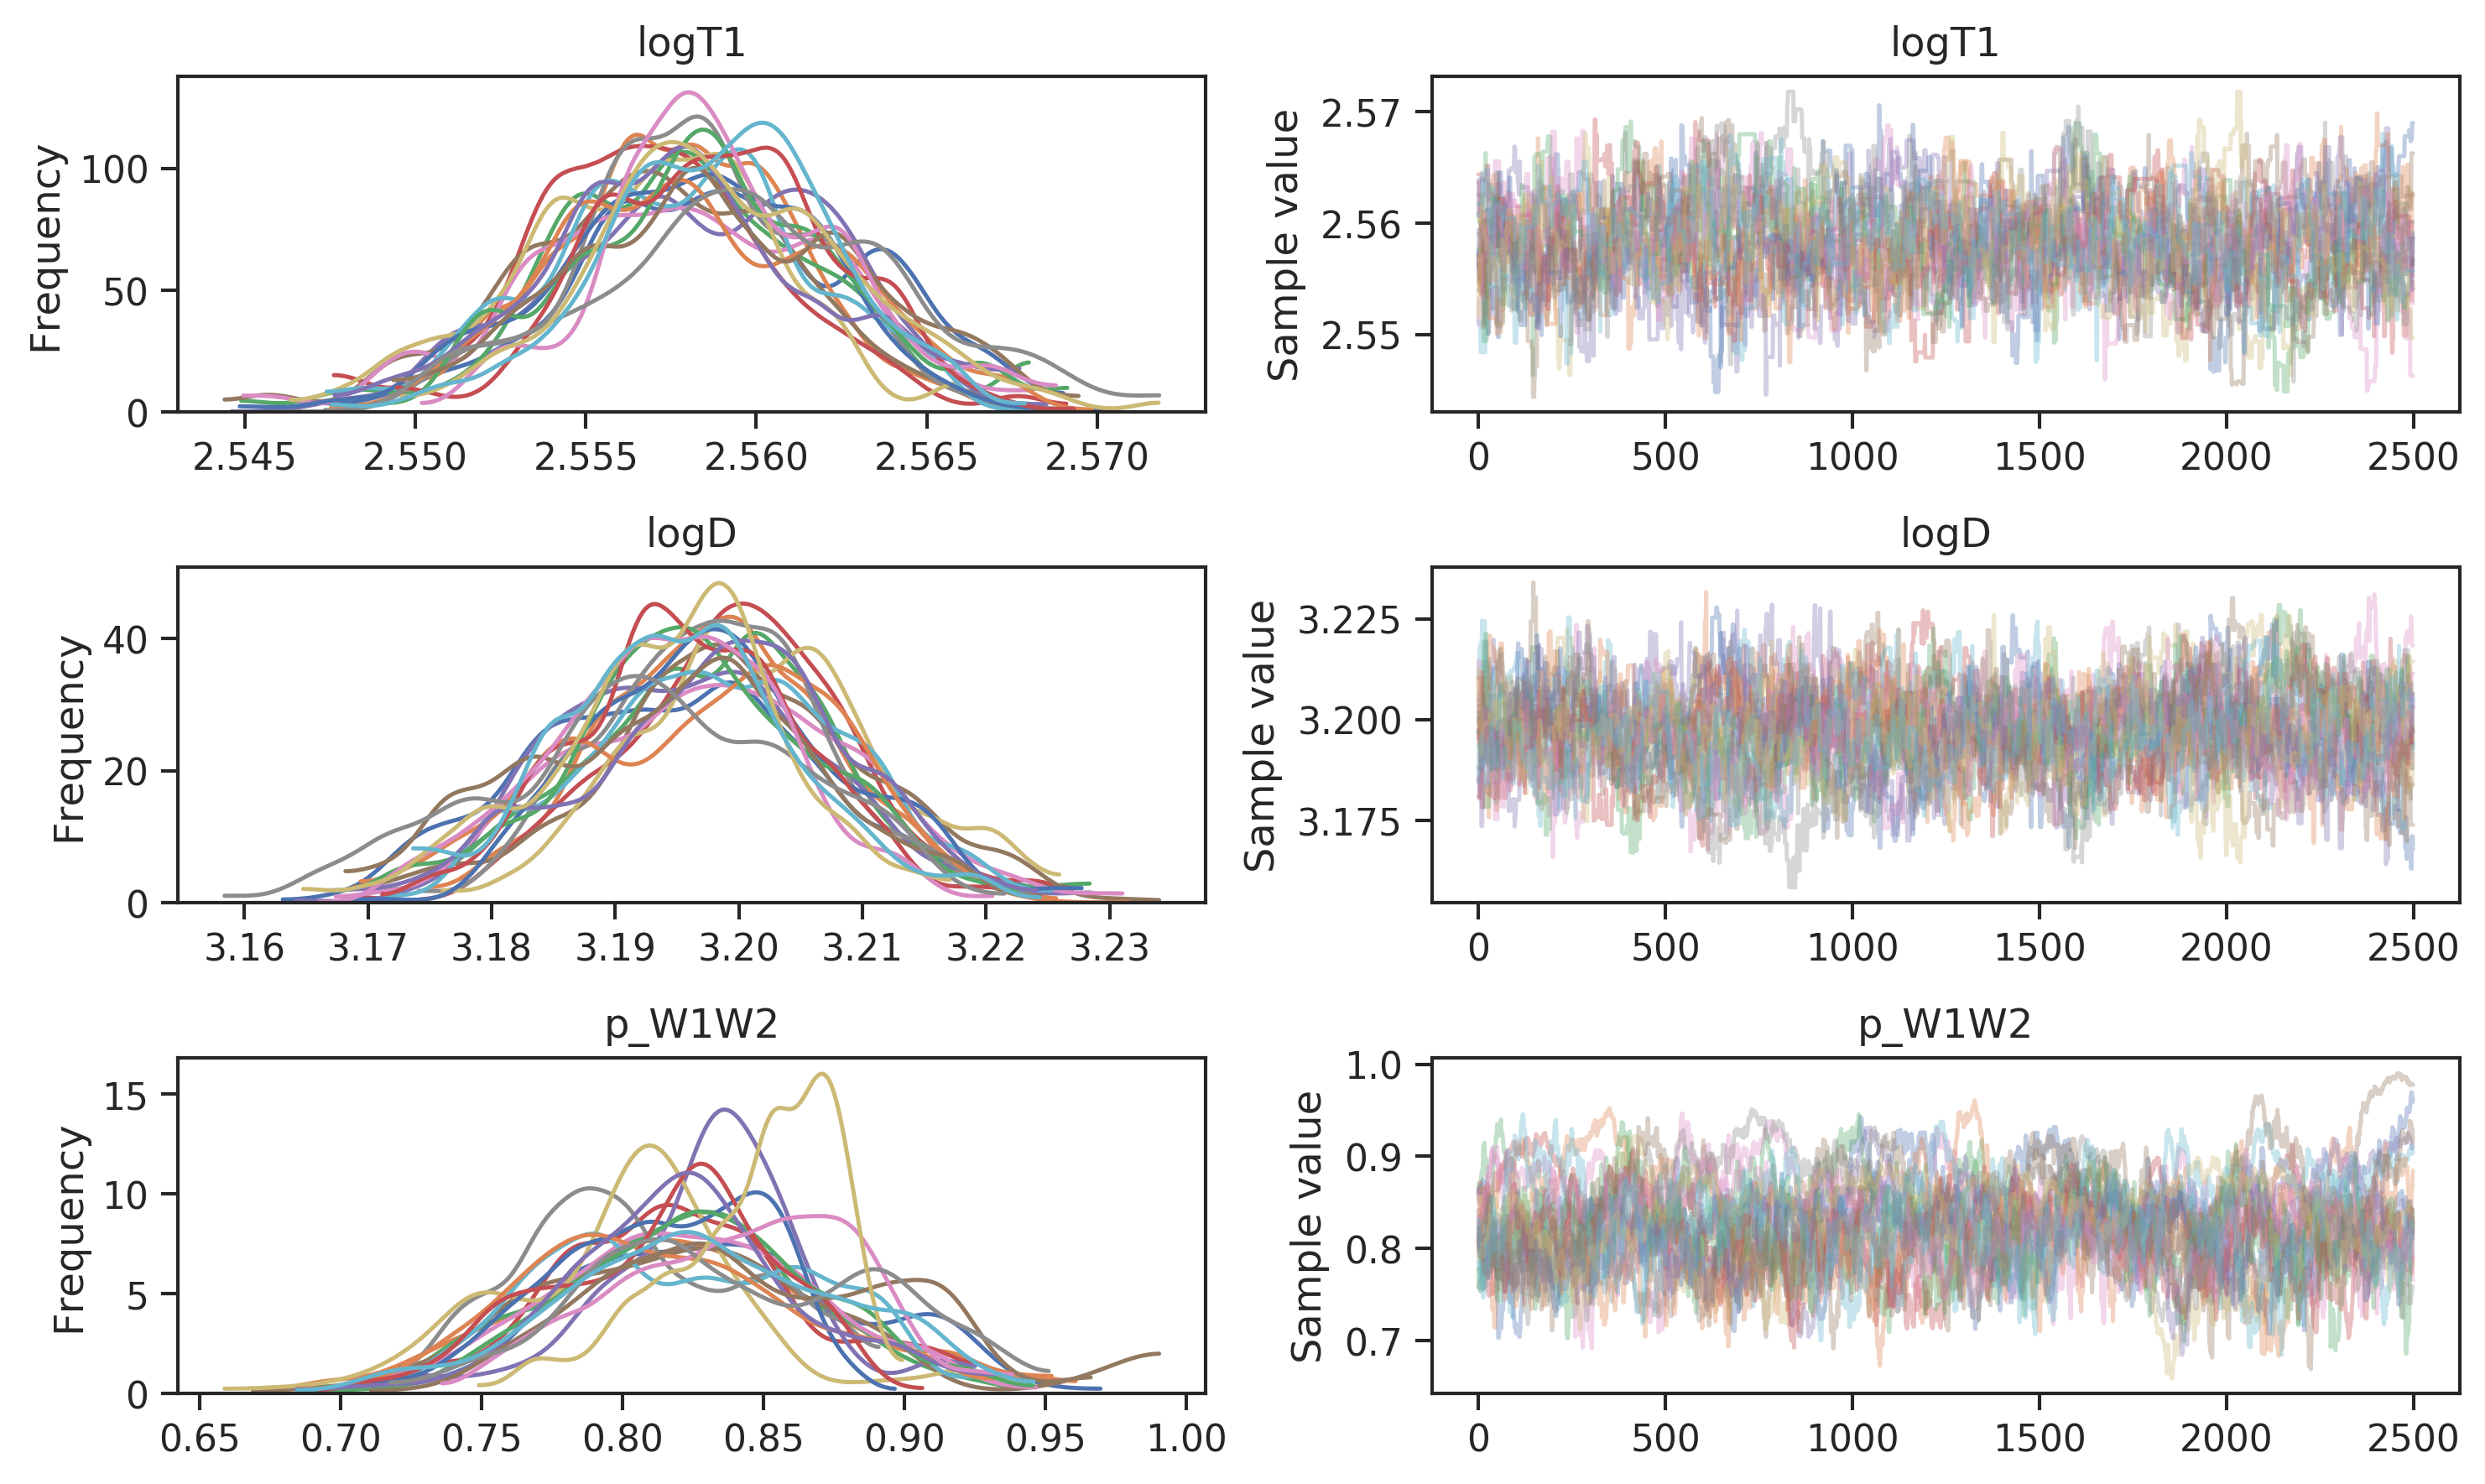 logT1
Frequency
100
50
0
2.545 2.550 2.555 2.560 2.565 2.570
logT1
Sample value
2.57
2.56
2.55
0 500 1000 1500 2000 2500
logD
Frequency
40
20
0
3.16 3.17 3.18 3.19 3.20 3.21 3.22 3.23
logD
Sample value
3.225
3.200
3.175
0 500 1000 1500 2000 2500
p_W1W2
Frequency
15
10
5
0
0.65 0.70 0.75 0.80 0.85 0.90 0.95 1.00
p_W1W2
Sample value
1.0
0.9
0.8
0.7
0 500 1000 1500 2000 2500